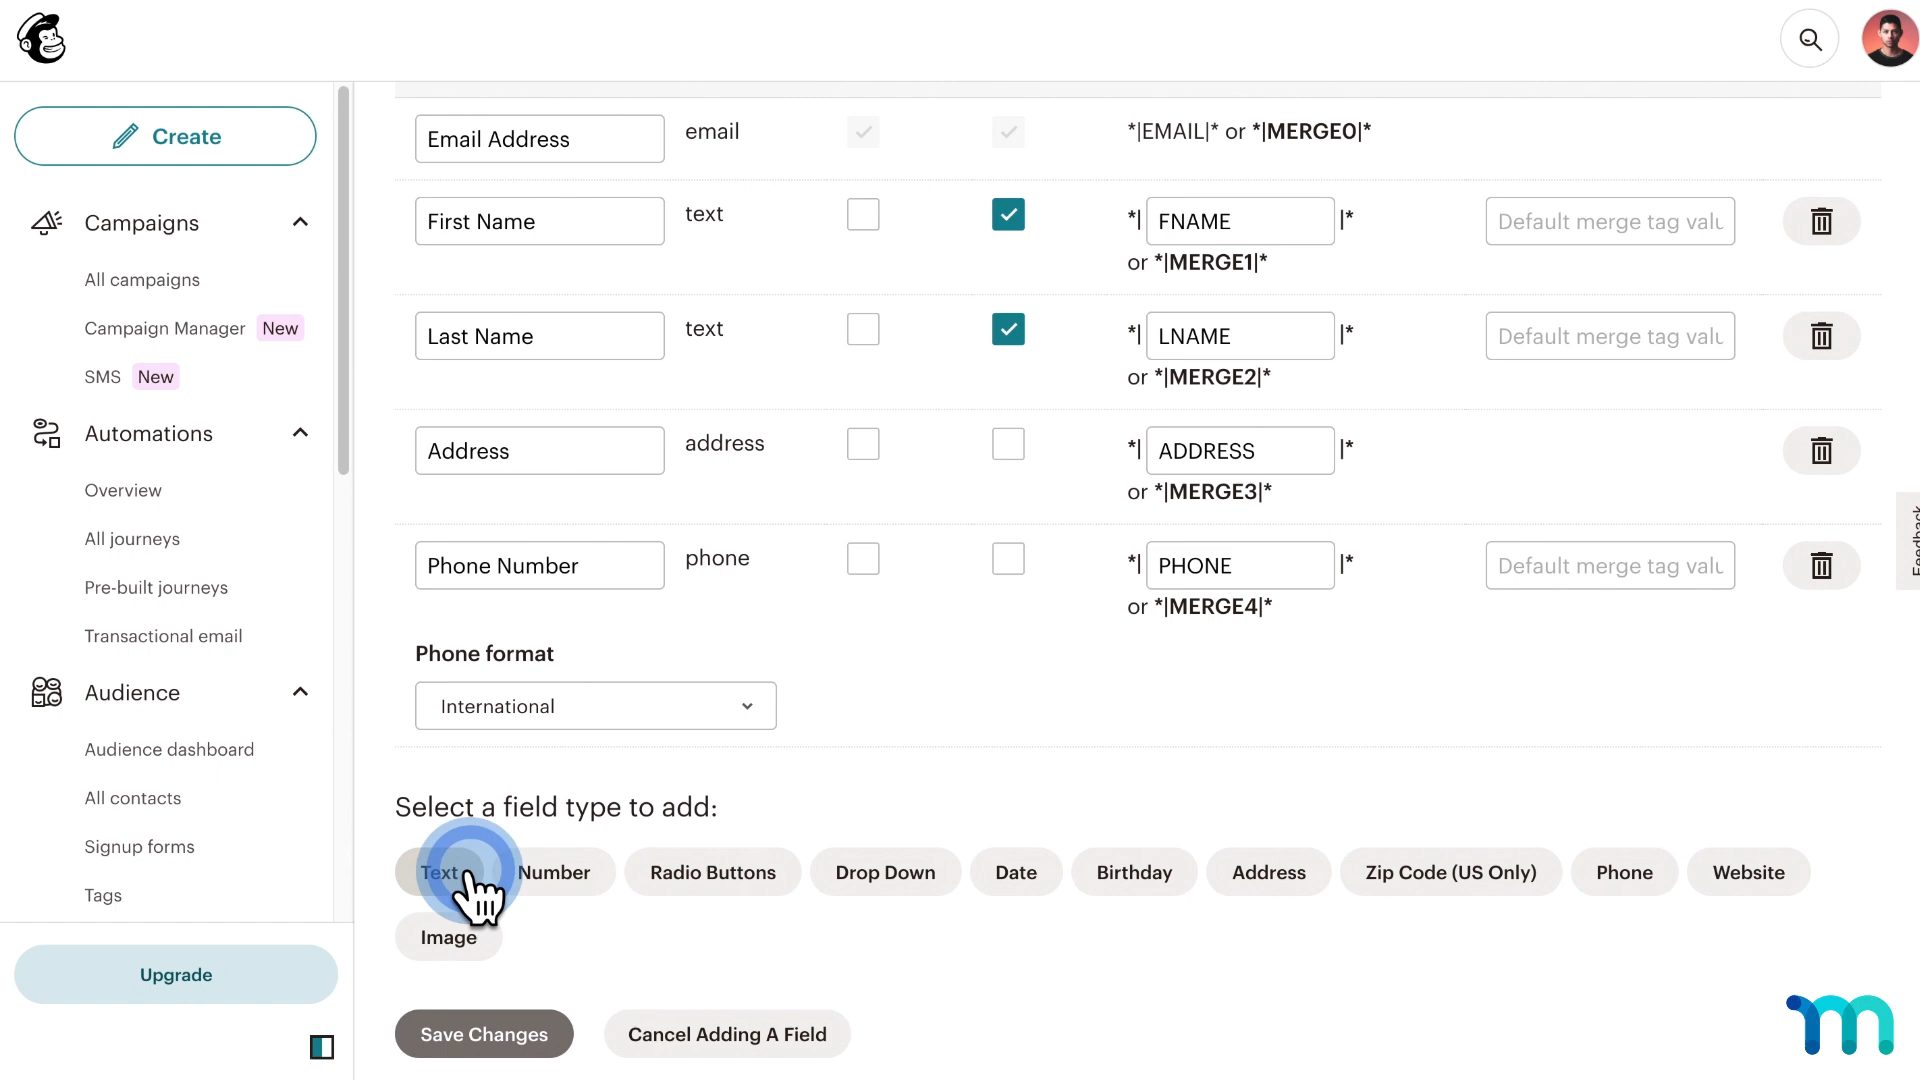 Create
Campaigns
All campaigns
Campaign Manager New
SMS New
Automations
Overview
All journeys
Pre-built journeys
Transactional email
Audience
Audience dashboard
All contacts
Signup forms
Tags
Upgrade
Email Address email *|EMAIL|* or *|MERGE0|*
First Name text *| FNAME |* Default merge tag valu
or *|MERGE1|*
Last Name text *| LNAME |* Default merge tag valu
or *|MERGE2|*
Address address *| ADDRESS |*
or *|MERGE3|*
Phone Number phone *| PHONE |* Default merge tag valu
or *|MERGE4|*
Phone format
International
Select a field type to add:
Text Number Radio Buttons Drop Down Date Birthday Address Zip Code (US Only) Phone Website
Image
Save Changes Cancel Adding A Field
Feedback